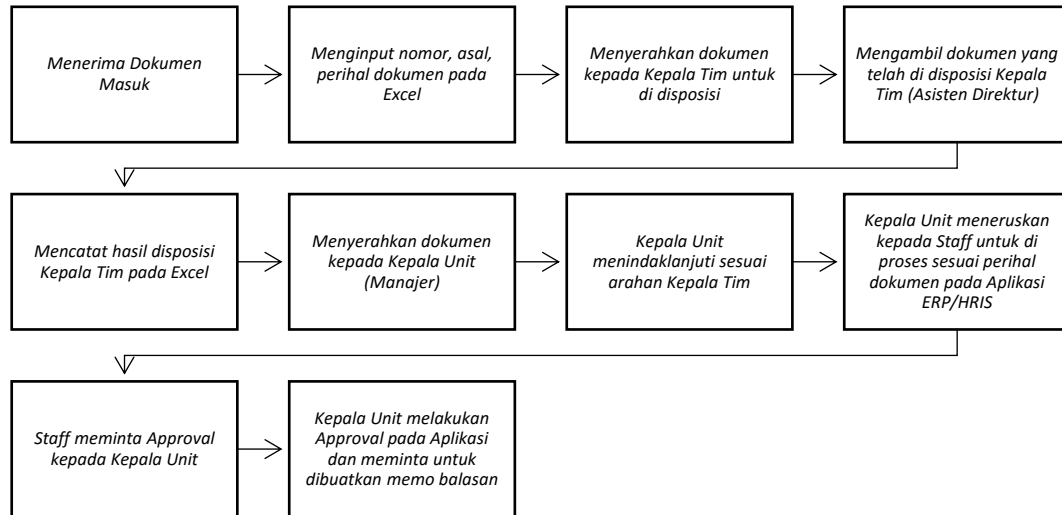 Menerima Dokumen
Masuk
Menginput nomor, asal,
perihal dokumen pada
Excel
Menyerahkan dokumen
kepada Kepala Tim untuk
di disposisi
Mengambil dokumen yang
telah di disposisi Kepala
Tim (Asisten Direktur)
Mencatat hasil disposisi
Kepala Tim pada Excel
Menyerahkan dokumen
kepada Kepala Unit
(Manajer)
Kepala Unit
menindaklanjuti sesuai
arahan Kepala Tim
Kepala Unit meneruskan
kepada Staff untuk di
proses sesuai perihal
dokumen pada Aplikasi
ERP/HRIS
Staff meminta Approval
kepada Kepala Unit
Kepala Unit melakukan
Approval pada Aplikasi
dan meminta untuk
dibuatkan memo balasan